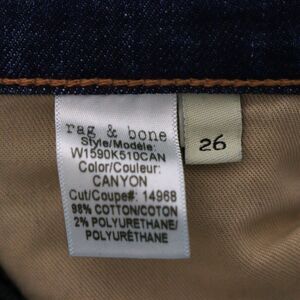 rag & bone
Style/Modèle:
W1590K510CAN
Color/Couleur:
CANYON
Cut/Coupe#: 14968
98% COTTON/COTON
2% POLYURETHANE/
POLYURÉTHANE
26